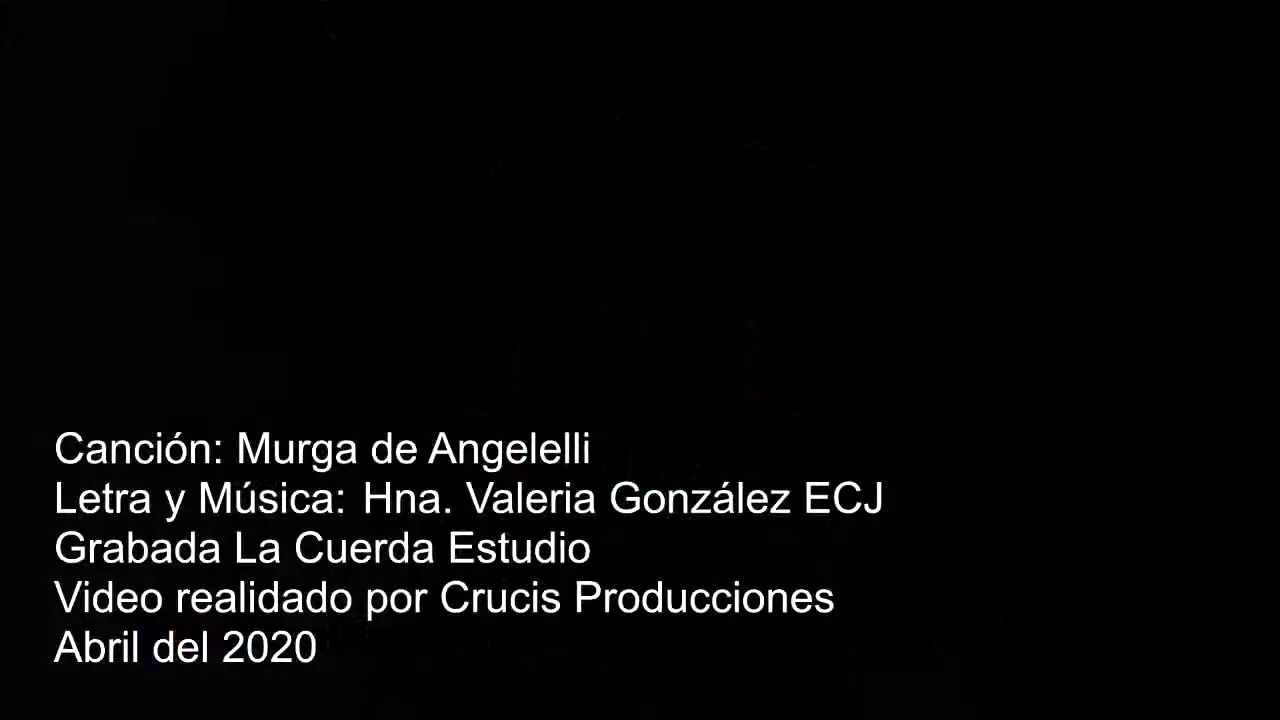 Canción: Murga de Angelelli
Letra y Música: Hna. Valeria González ECJ
Grabada La Cuerda Estudio
Video realidado por Crucis Producciones
Abril del 2020